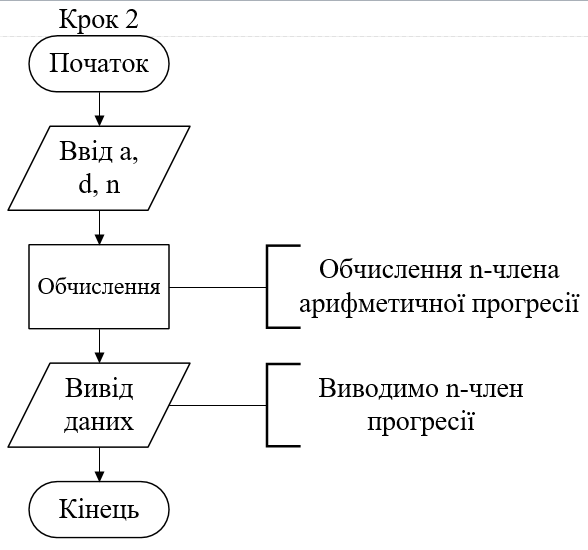 Крок 2
Початок
Ввід a,
d, n
Обчислення
Обчислення n-члена
арифметичної прогресії
Вивід
даних
Виводимо n-член
прогресії
Кінець